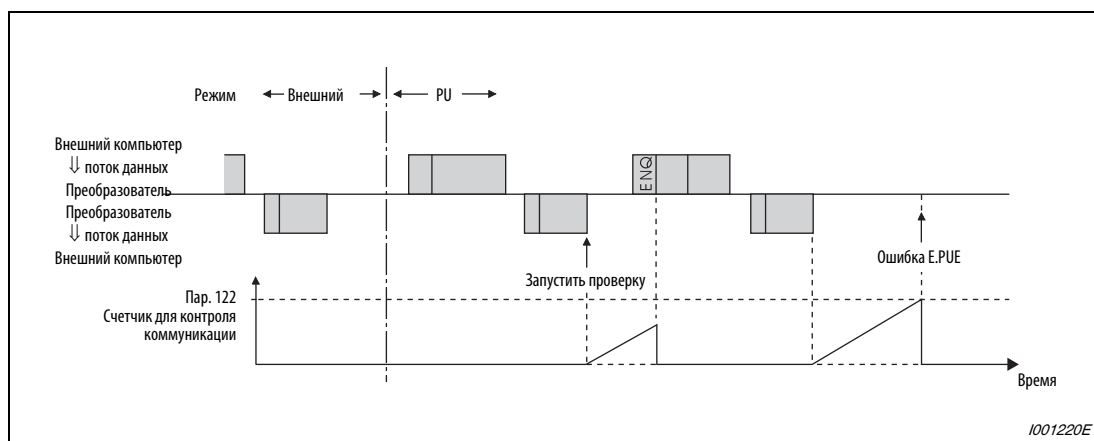 Режим
Внешний
PU
Внешний компьютер
⇓ поток данных
Преобразователь
Преобразователь
⇓ поток данных
Внешний компьютер
ENQ
Запустить проверку
Ошибка E.PUE
Пар. 122
Счетчик для контроля
коммуникации
Время
I001220E